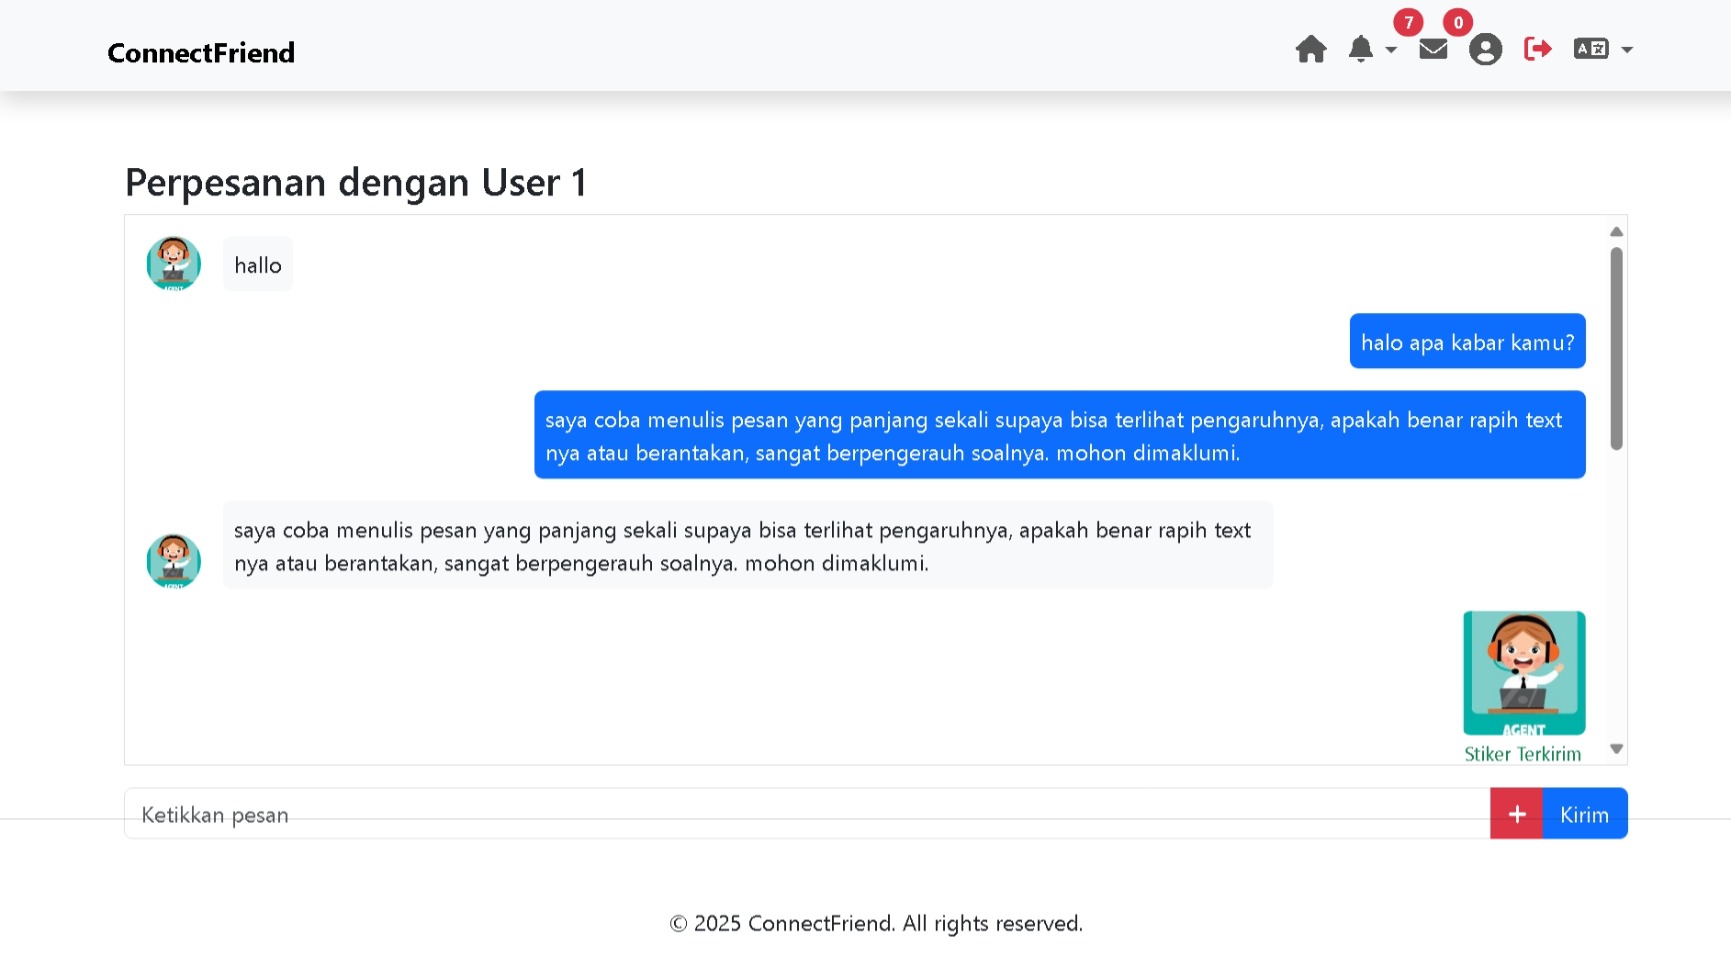 7 0
ConnectFriend
A
Perpesanan dengan User 1
hallo
halo apa kabar kamu?
saya coba menulis pesan yang panjang sekali supaya bisa terlihat pengaruhnya, apakah benar rapih text
nya atau berantakan, sangat berpengerauh soalnya. mohon dimaklumi.
saya coba menulis pesan yang panjang sekali supaya bisa terlihat pengaruhnya, apakah benar rapih text
nya atau berantakan, sangat berpengerauh soalnya. mohon dimaklumi.
AGENT
Stiker Terkirim
Ketikkan pesan
+ Kirim
© 2025 ConnectFriend. All rights reserved.